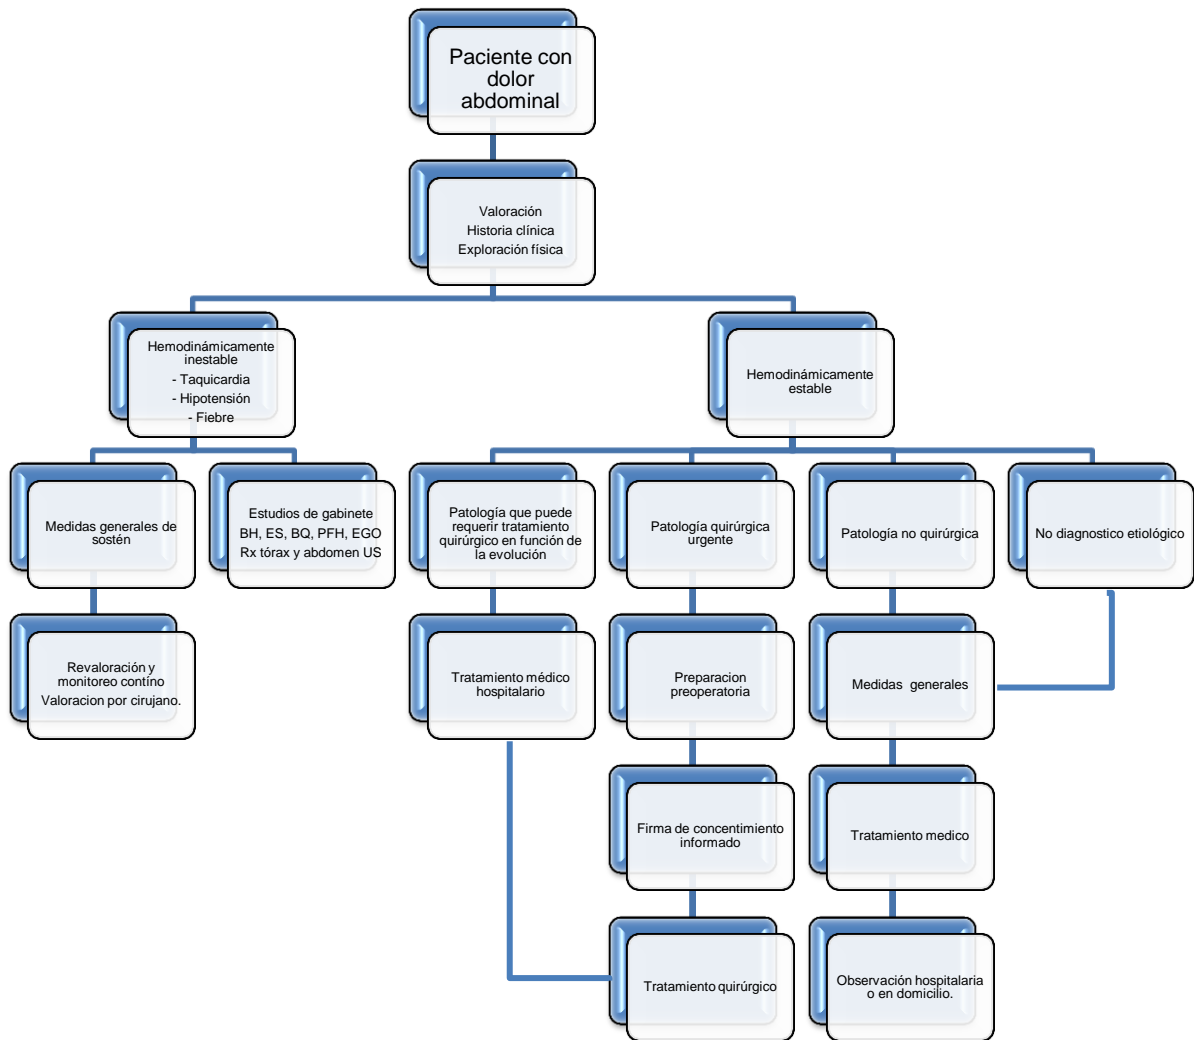 Paciente con
dolor
abdominal
Valoración
Historia clínica
Exploración física
Hemodinámicamente
inestable
- Taquicardia
- Hipotensión
- Fiebre
Hemodinámicamente
estable
Medidas generales de
sostén
Estudios de gabinete
BH, ES, BQ, PFH, EGO
Rx tórax y abdomen US
Patología que puede
requerir tratamiento
quirúrgico en función de
la evolución
Patología quirúrgica
urgente
Patología no quirúrgica
No diagnostico etiológico
Revaloración y
monitoreo contíno
Valoracion por cirujano.
Tratamiento médico
hospitalario
Preparacion
preoperatoria
Medidas generales
Firma de concentimiento
informado
Tratamiento medico
Tratamiento quirúrgico
Observación hospitalaria
o en domicilio.